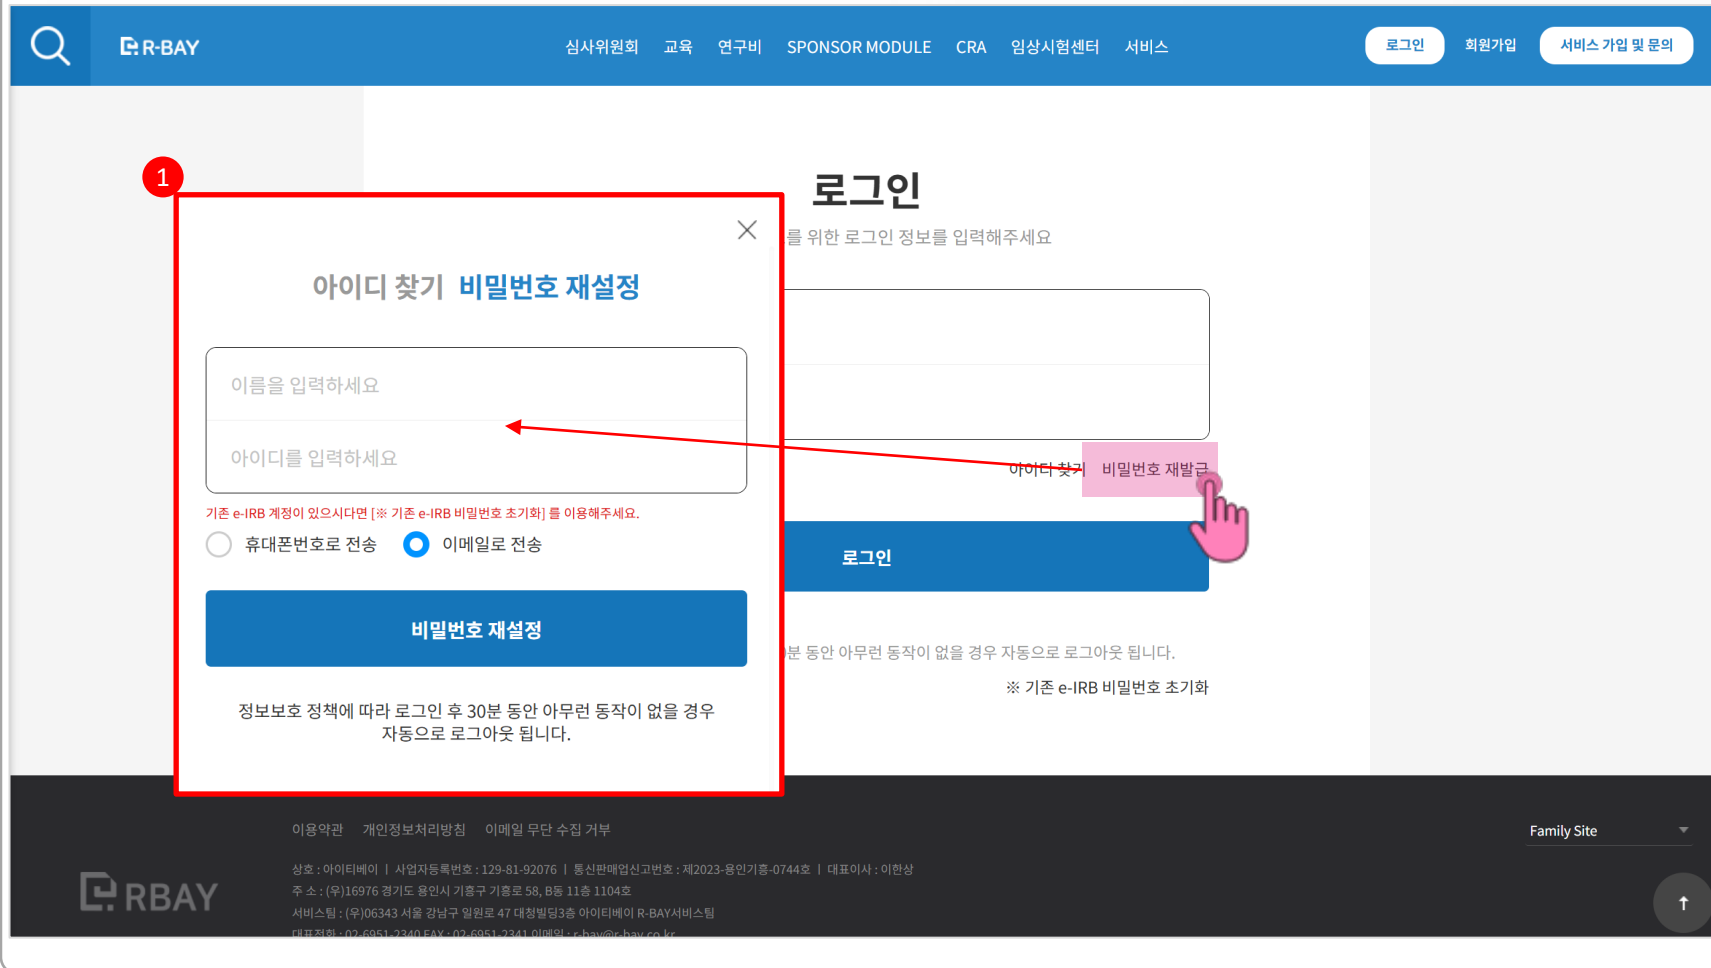 R-BAY
심사위원회 교육 연구비 SPONSOR MODULE CRA 임상시험센터 서비스
로그인 회원가입 서비스 가입 및 문의
1
로그인
를 위한 로그인 정보를 입력해주세요
아이디 찾기 비밀번호 재설정
이름을 입력하세요
아이디를 입력하세요
기존 e-IRB 계정이 있으시다면 [※ 기존 e-IRB 비밀번호 초기화] 를 이용해주세요.
휴대폰번호로 전송 이메일로 전송
비밀번호 재설정
정보보호 정책에 따라 로그인 후 30분 동안 아무런 동작이 없을 경우
자동으로 로그아웃 됩니다.
아이디 찾기 비밀번호 재발급
로그인
분 동안 아무런 동작이 없을 경우 자동으로 로그아웃 됩니다.
※ 기존 e-IRB 비밀번호 초기화
이용약관 개인정보처리방침 이메일 무단 수집 거부
Family Site
RBAY
상호 : 아이티베이 | 사업자등록번호 : 129-81-92076 | 통신판매업신고번호 : 제2023-용인기흥-0744호 | 대표이사 : 이한상
주 소 : (우)16976 경기도 용인시 기흥구 기흥로 58, B동 11층 1104호
서비스팀 : (우)06343 서울 강남구 일원로 47 대청빌딩3층 아이티베이 R-BAY서비스팀
대표전화 : 02-6951-2340 FAX : 02-6951-2341 이메일 : r-bay@r-bay.co.kr